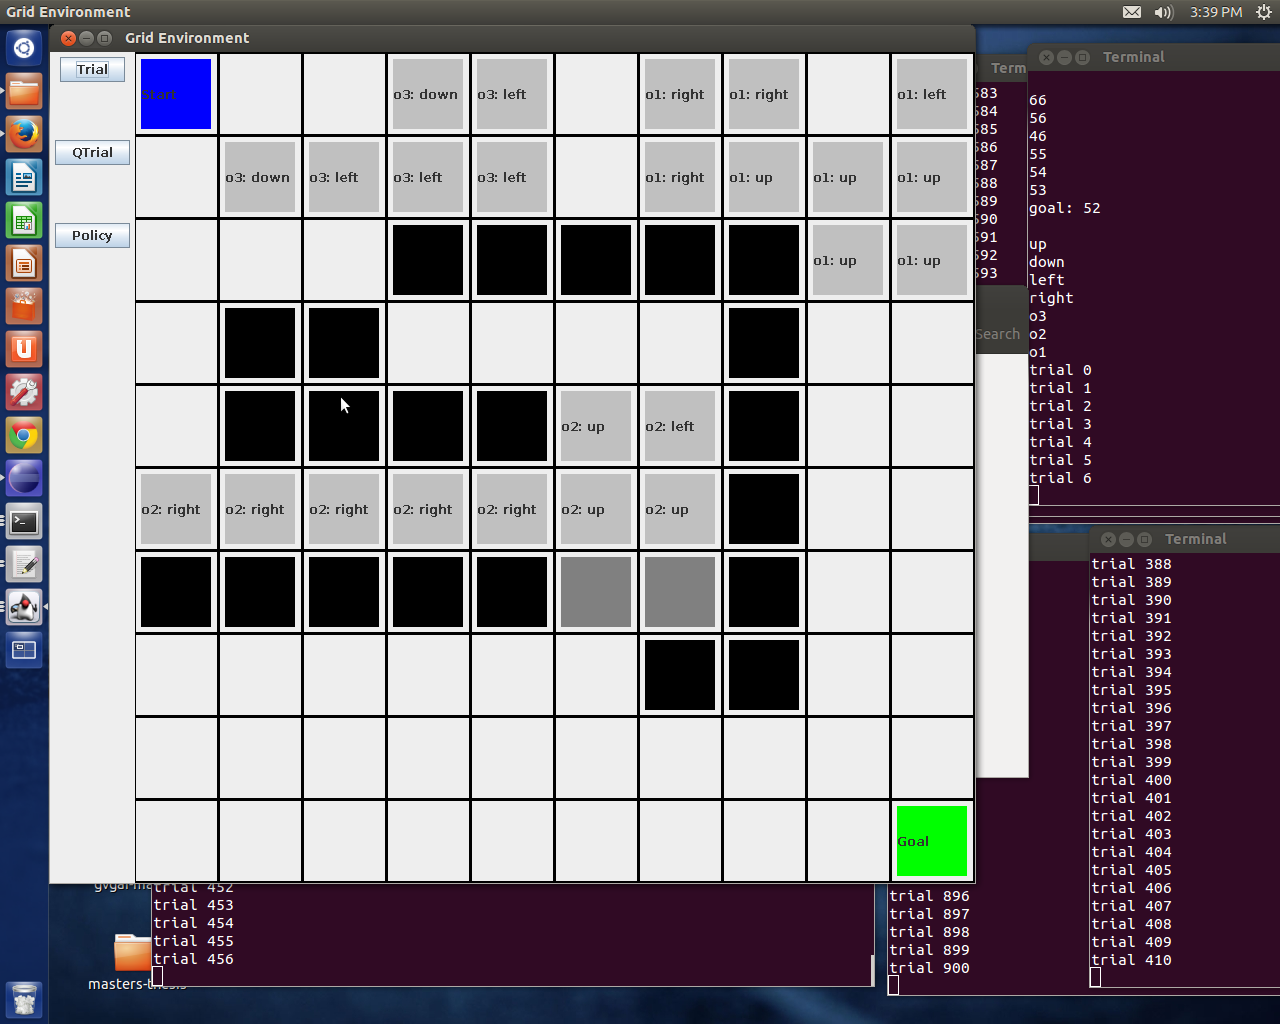 Grid Environment
3:39 PM
Grid Environment
Trial
QTrial
Policy
Start
o3: down
o3: left
o1: right
o1: right
o1: left
o3: down
o3: left
o3: left
o3: left
o1: right
o1: up
o1: up
o1: up
o1: up
o1: up
o2: up
o2: left
o2: right
o2: right
o2: right
o2: right
o2: right
o2: up
o2: up
Goal
Term
583
584
585
586
587
588
589
590
591
592
593
Search
Terminal
66
56
46
55
54
53
goal: 52
up
down
left
right
o3
o2
o1
trial 0
trial 1
trial 2
trial 3
trial 4
trial 5
trial 6
Terminal
trial 388
trial 389
trial 390
trial 391
trial 392
trial 393
trial 394
trial 395
trial 396
trial 397
trial 398
trial 399
trial 400
trial 401
trial 402
trial 403
trial 404
trial 405
trial 406
trial 407
trial 408
trial 409
trial 410
trial 452
trial 453
trial 454
trial 455
trial 456
trial 896
trial 897
trial 898
trial 899
trial 900